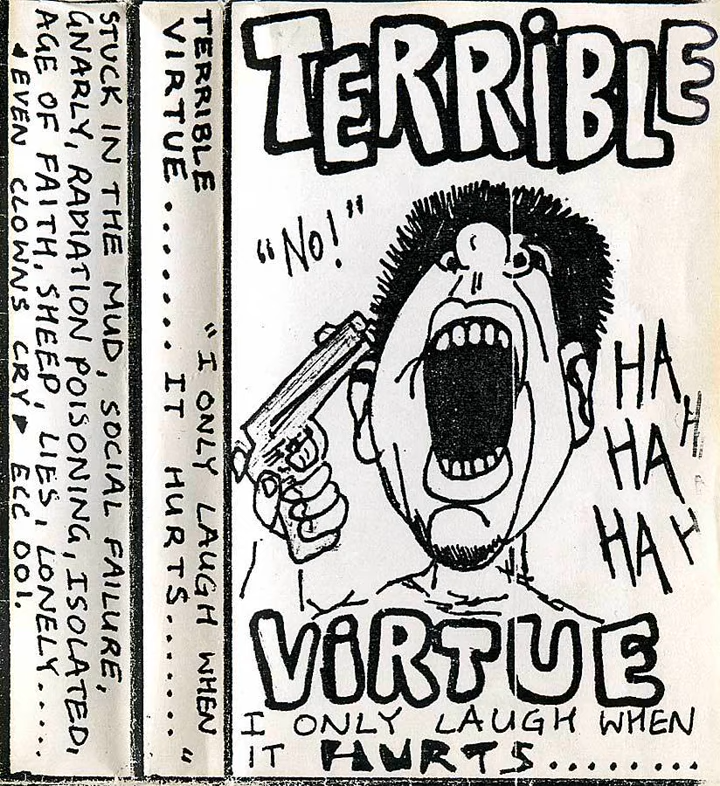 TERRiBLE
"No!"
HA
HA
HA
H
H
ViRTUE
I ONLY LAUGH WHEN
IT HURTS........
TERRIBLE "I ONLY LAUGH WHEN
VIRTUE....... IT HURTS......."
STUCK IN THE MUD, SOCIAL FAILURE,
GNARLY, RADIATION POISONING, ISOLATED,
AGE OF FAITH, SHEEP, LIES, LONELY.....
EVEN CLOWNS CRY ECC 001.